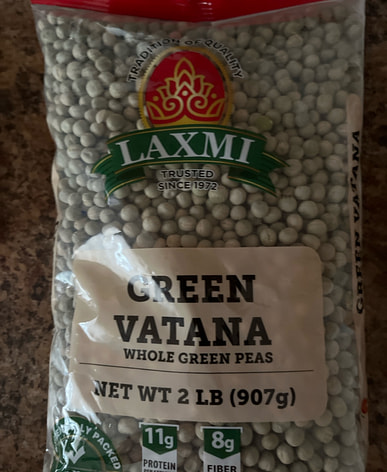 TRADITION OF QUALITY
LAXMI
TRUSTED
SINCE 1972
GREEN
VATANA
WHOLE GREEN PEAS
NET WT 2 LB (907g)
GREEN VATANA
PACKED
11g
PROTEIN
8g
FIBER